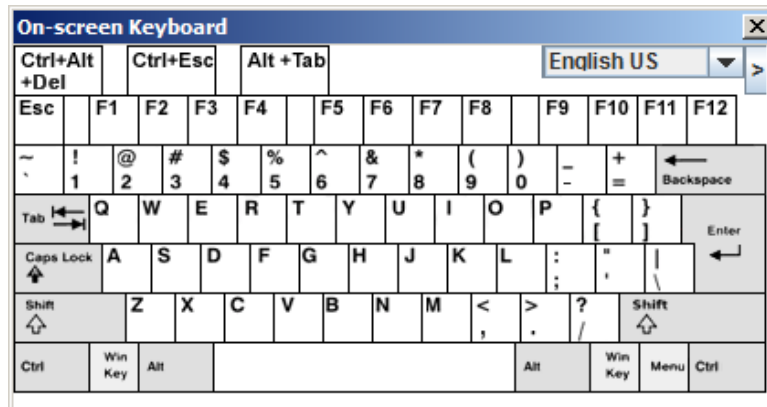 On-screen Keyboard X
Ctrl+Alt +Del Ctrl+Esc Alt +Tab English US >
Esc F1 F2 F3 F4 F5 F6 F7 F8 F9 F10 F11 F12
~ ! @ # $ % ^ & * ( ) _ +
` 1 2 3 4 5 6 7 8 9 0 - = Backspace
Tab Q W E R T Y U I O P { }
[ ] Enter
Caps Lock A S D F G H J K L : " |
; ' \
Shift Z X C V B N M < > ? Shift
, . /
Ctrl Win Key Alt Alt Win Key Menu Ctrl